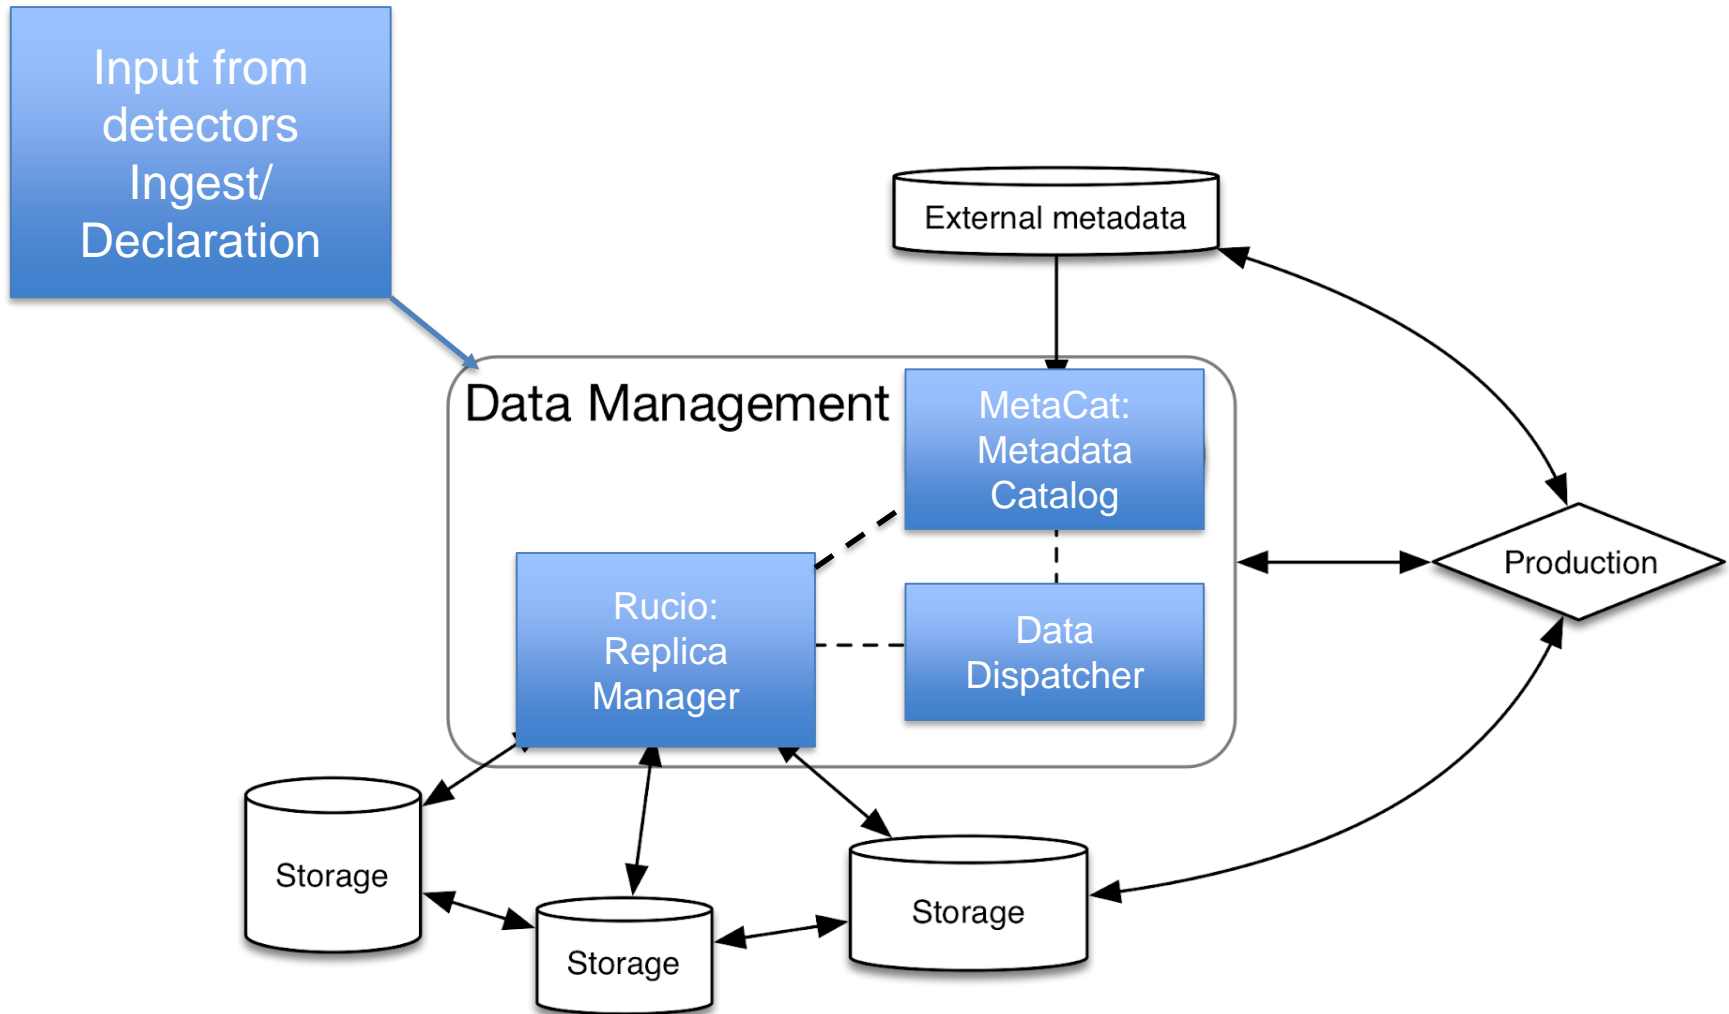 Input from
detectors
Ingest/
Declaration
External metadata
Data Management
MetaCat:
Metadata
Catalog
Rucio:
Replica
Manager
Data
Dispatcher
Production
Storage
Storage
Storage